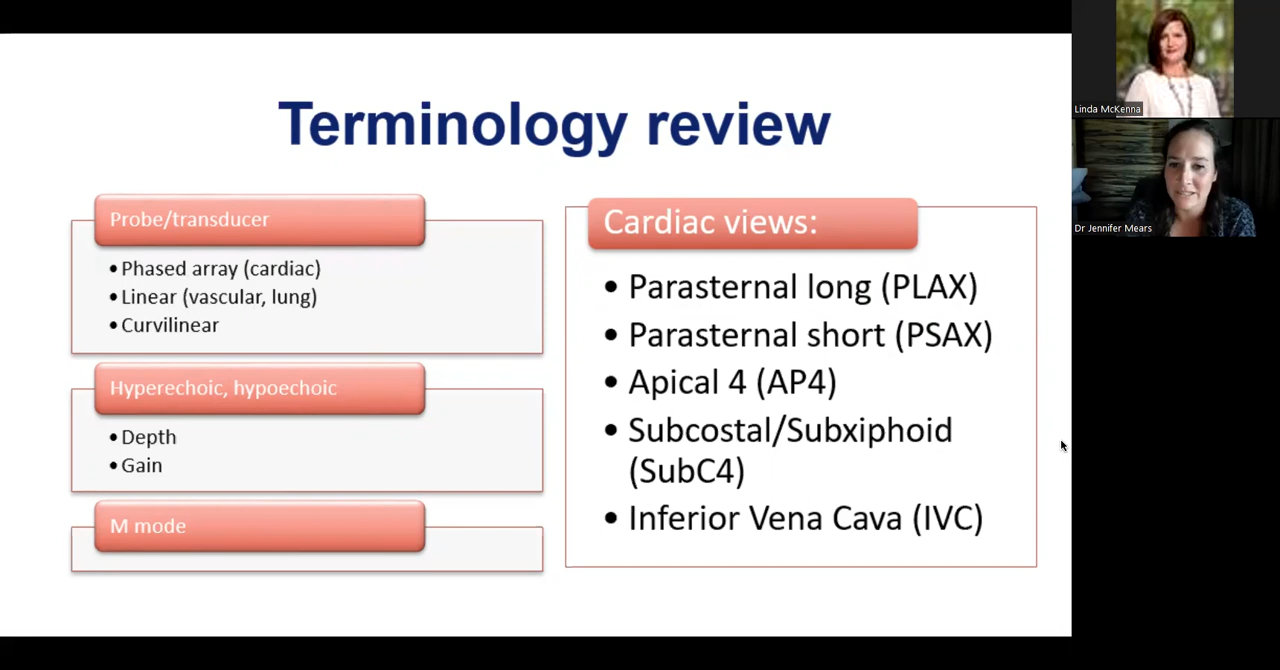 Terminology review
Probe/transducer
• Phased array (cardiac)
• Linear (vascular, lung)
• Curvilinear
Hyperechoic, hypoechoic
• Depth
• Gain
M mode
Cardiac views:
• Parasternal long (PLAX)
• Parasternal short (PSAX)
• Apical 4 (AP4)
• Subcostal/Subxiphoid
(SubC4)
• Inferior Vena Cava (IVC)
Linda McKenna
Dr Jennifer Mears